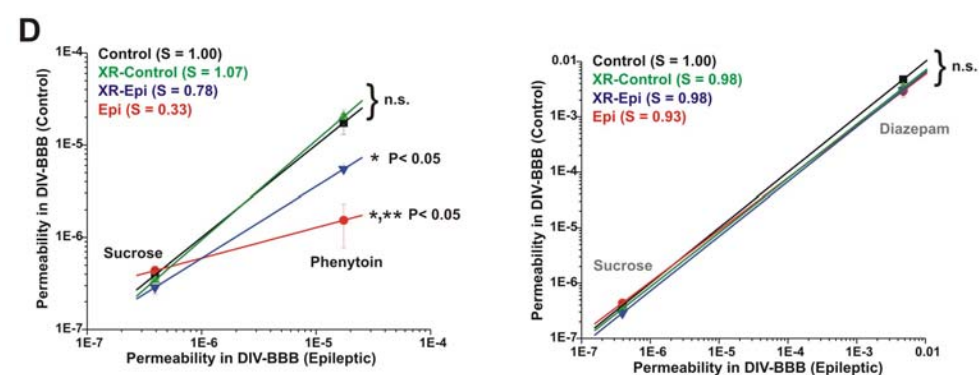 D
Control (S = 1.00)
XR-Control (S = 1.07)
XR-Epi (S = 0.78)
Epi (S = 0.33)
1E-4
1E-5
1E-6
1E-7
Permeability in DIV-BBB (Control)
n.s.
* P< 0.05
*,** P< 0.05
Sucrose
Phenytoin
1E-7 1E-6 1E-5 1E-4
Permeability in DIV-BBB (Epileptic)
Control (S = 1.00)
XR-Control (S = 0.98)
XR-Epi (S = 0.98)
Epi (S = 0.93)
0.01
1E-3
1E-4
1E-5
1E-6
1E-7
Permeability in DIV-BBB (Control)
n.s.
Diazepam
Sucrose
1E-7 1E-6 1E-5 1E-4 1E-3 0.01
Permeability in DIV-BBB (Epileptic)